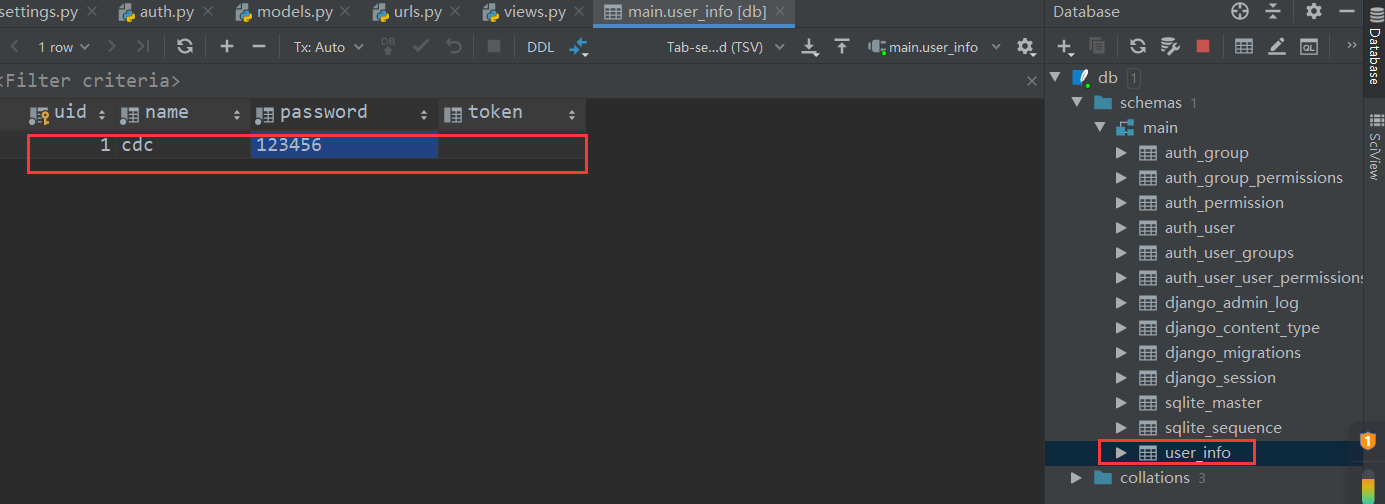 settings.py auth.py models.py urls.py views.py main.user_info [db] Database
1 row Tx: Auto DB DDL Tab-se...d (TSV) main.user_info QL
<Filter criteria>
uid name password token
1 cdc 123456
db 1
schemas 1
main
auth_group
auth_group_permissions
auth_permission
auth_user
auth_user_groups
auth_user_user_permissions
django_admin_log
django_content_type
django_migrations
django_session
sqlite_master
sqlite_sequence
user_info
collations 3
Database
SciView
1